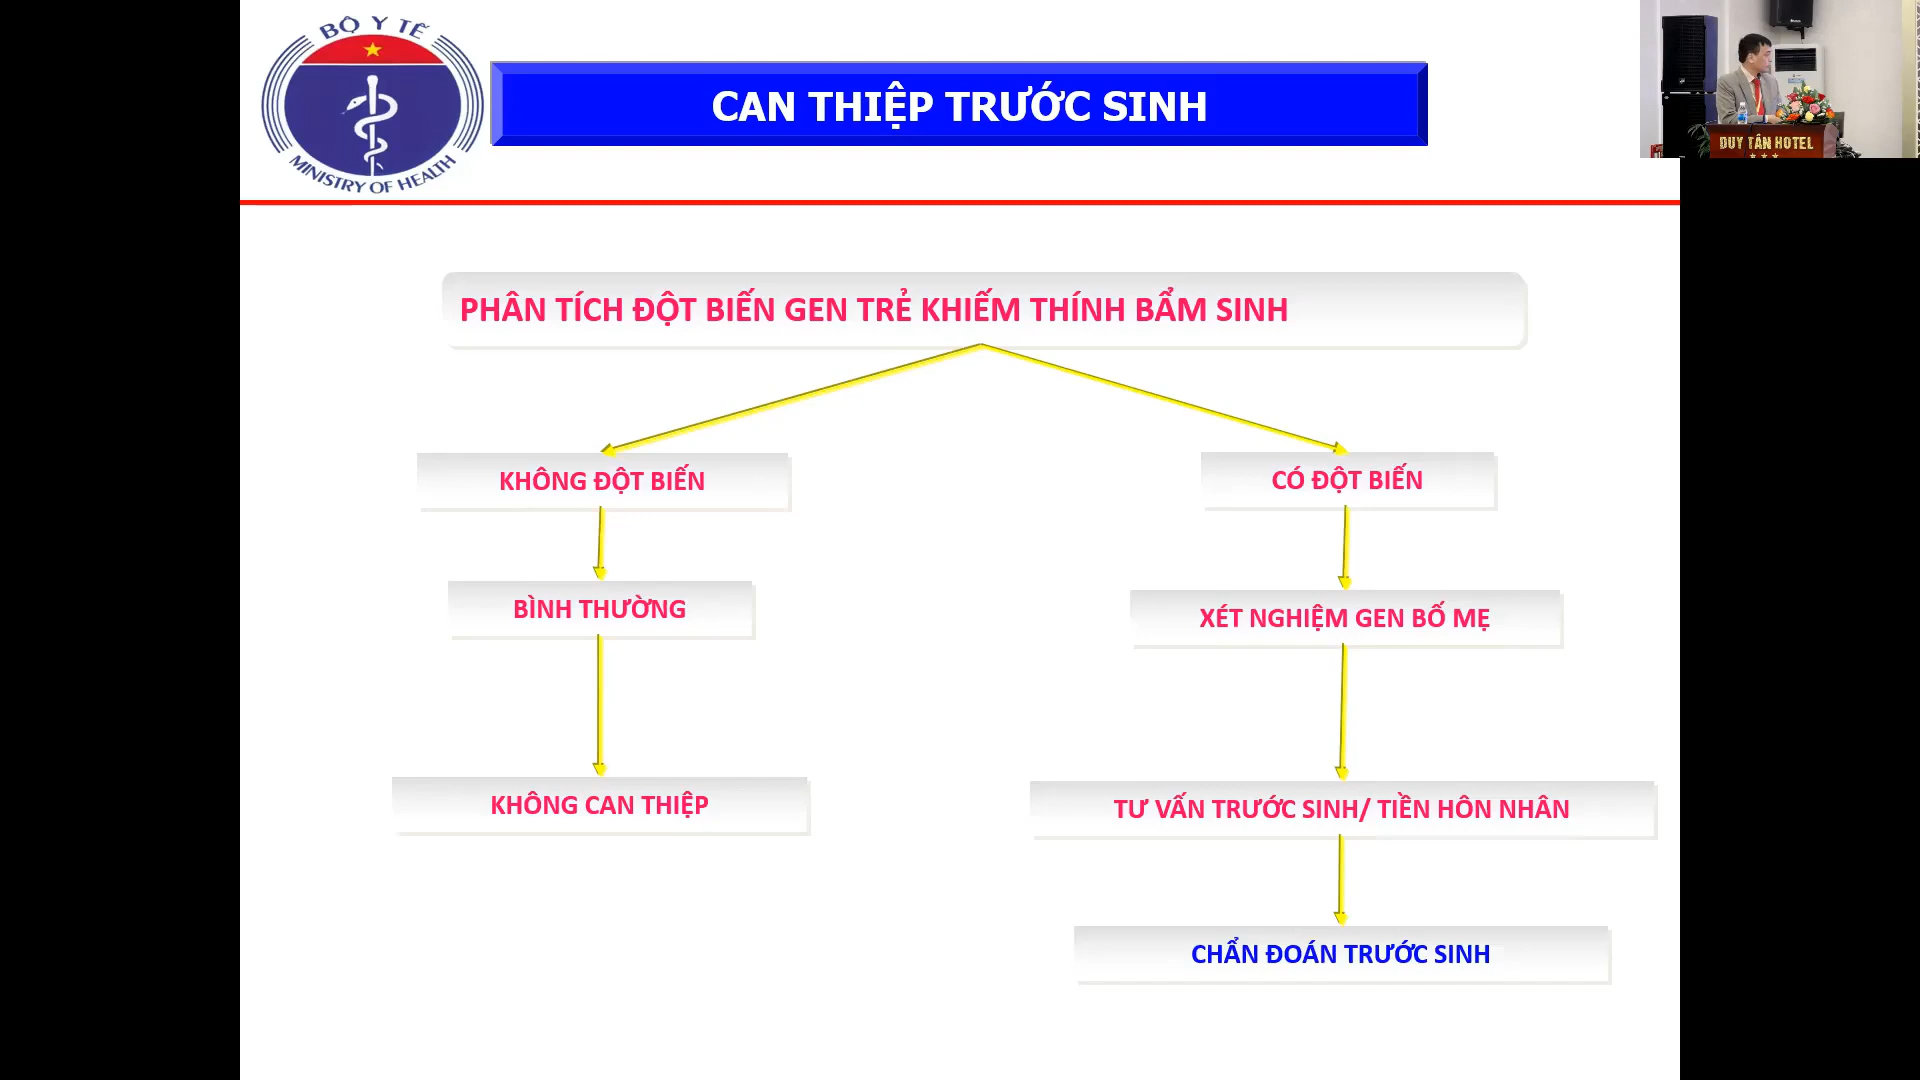 BỘ Y TẾ
MINISTRY OF HEALTH
CAN THIỆP TRƯỚC SINH
DUY TÂN HOTEL
PHÂN TÍCH ĐỘT BIẾN GEN TRẺ KHIẾM THÍNH BẨM SINH
KHÔNG ĐỘT BIẾN
CÓ ĐỘT BIẾN
BÌNH THƯỜNG
XÉT NGHIỆM GEN BỐ MẸ
KHÔNG CAN THIỆP
TƯ VẤN TRƯỚC SINH/ TIỀN HÔN NHÂN
CHẨN ĐOÁN TRƯỚC SINH